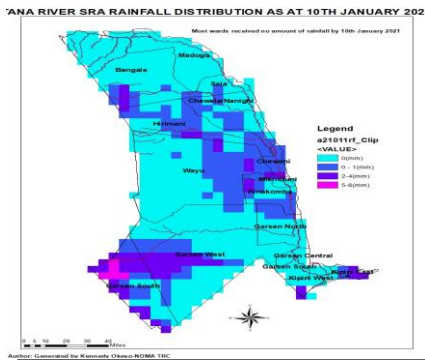 TANA RIVER SRA RAINFALL DISTRIBUTION AS AT 10TH JANUARY 202
Most wards received no amount of rainfall by 10th January 2021
Madogo
Bangale
Sala
Chewele/Nanighi
Hirimani
Legend
a21011rf_Clip
<VALUE>
0(mm)
0 - 1(mm)
2-4(mm)
5-8(mm)
Chewani
Wayu
Mikinduni
Kinakomba
Garsen North
Garsen West
Garsen Central
Garsen South
Kipini East
Kipini West
Garsen South
0 5 10 20 30 40
Miles
Author: Generated by Kennedy Okeso-NDMA TRC